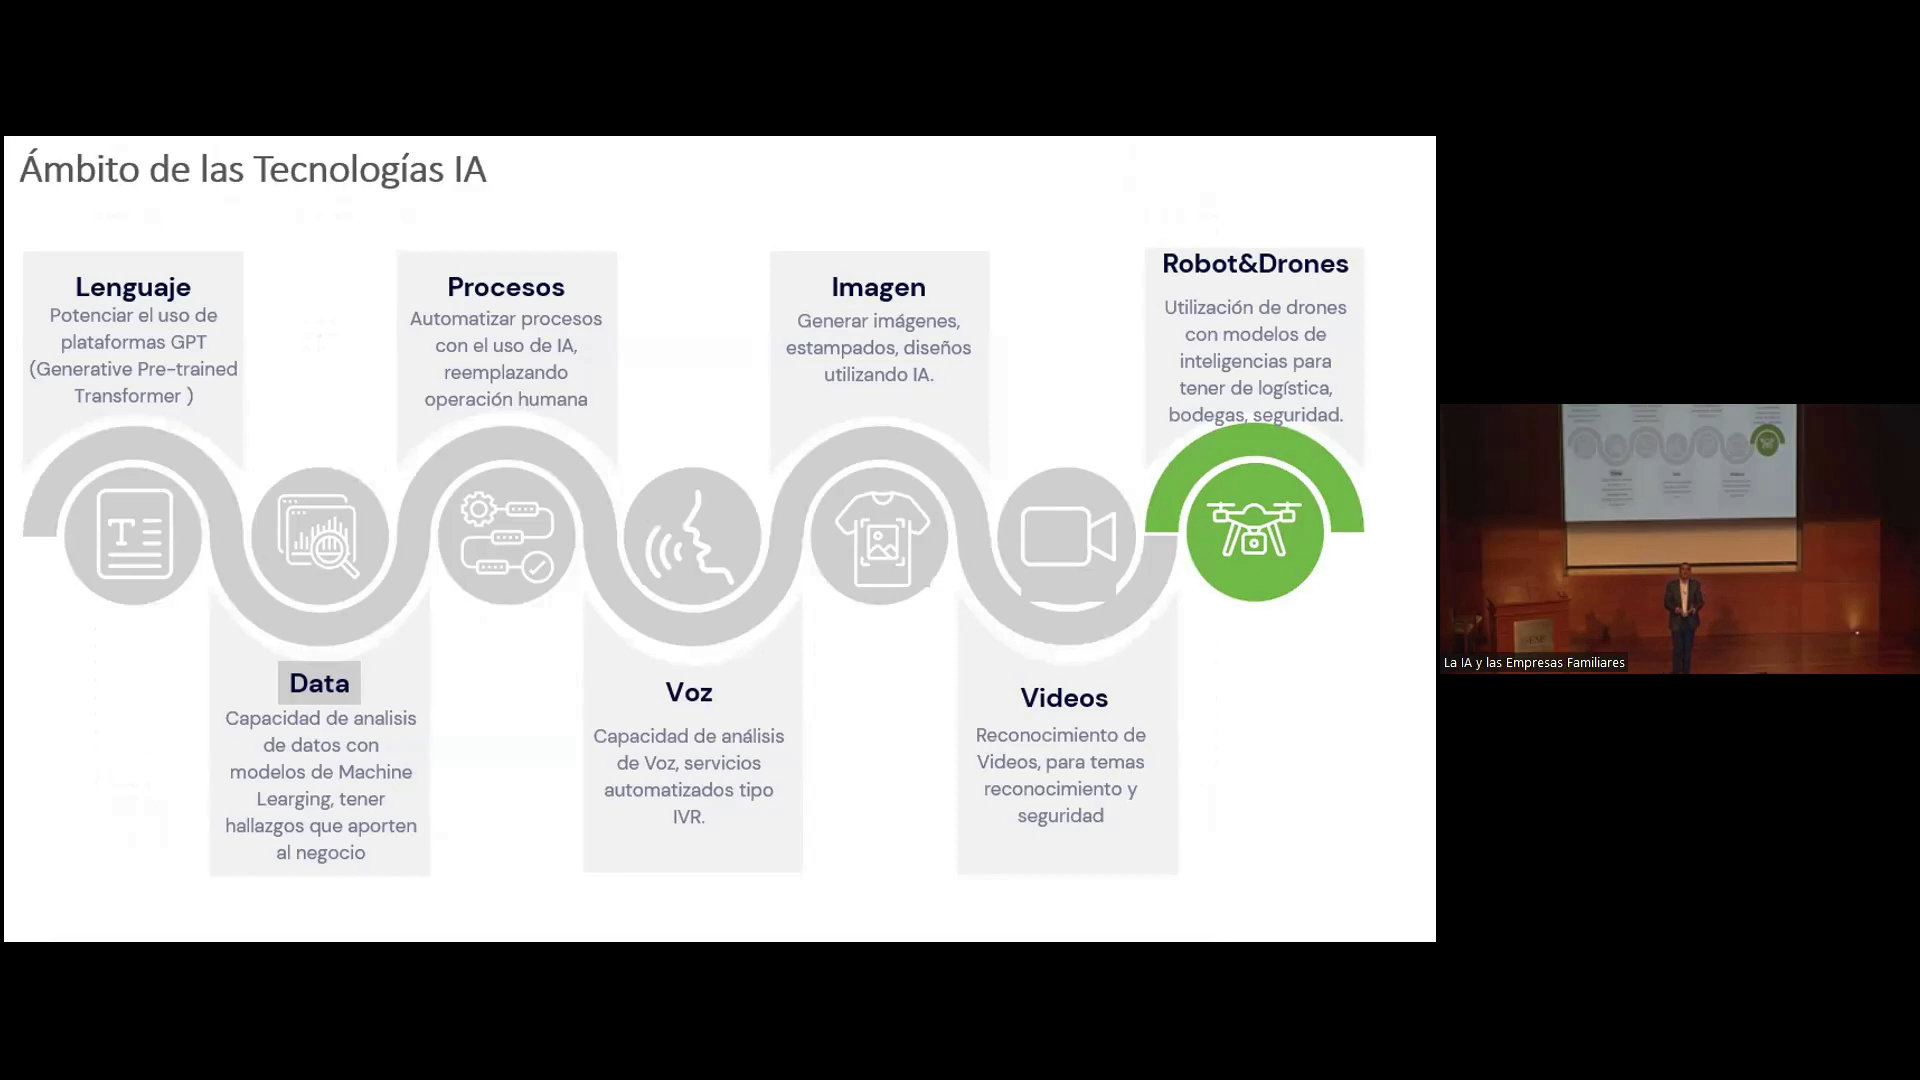 Ámbito de las Tecnologías IA
Lenguaje
Potenciar el uso de
plataformas GPT
(Generative Pre-trained
Transformer )
Data
Capacidad de analisis
de datos con
modelos de Machine
Learging, tener
hallazgos que aporten
al negocio
Procesos
Automatizar procesos
con el uso de IA,
reemplazando
operación humana
Voz
Capacidad de análisis
de Voz, servicios
automatizados tipo
IVR.
Imagen
Generar imágenes,
estampados, diseños
utilizando IA.
Videos
Reconocimiento de
Videos, para temas
reconocimiento y
seguridad
Robot&Drones
Utilización de drones
con modelos de
inteligencias para
tener de logística,
bodegas, seguridad.
La IA y las Empresas Familiares